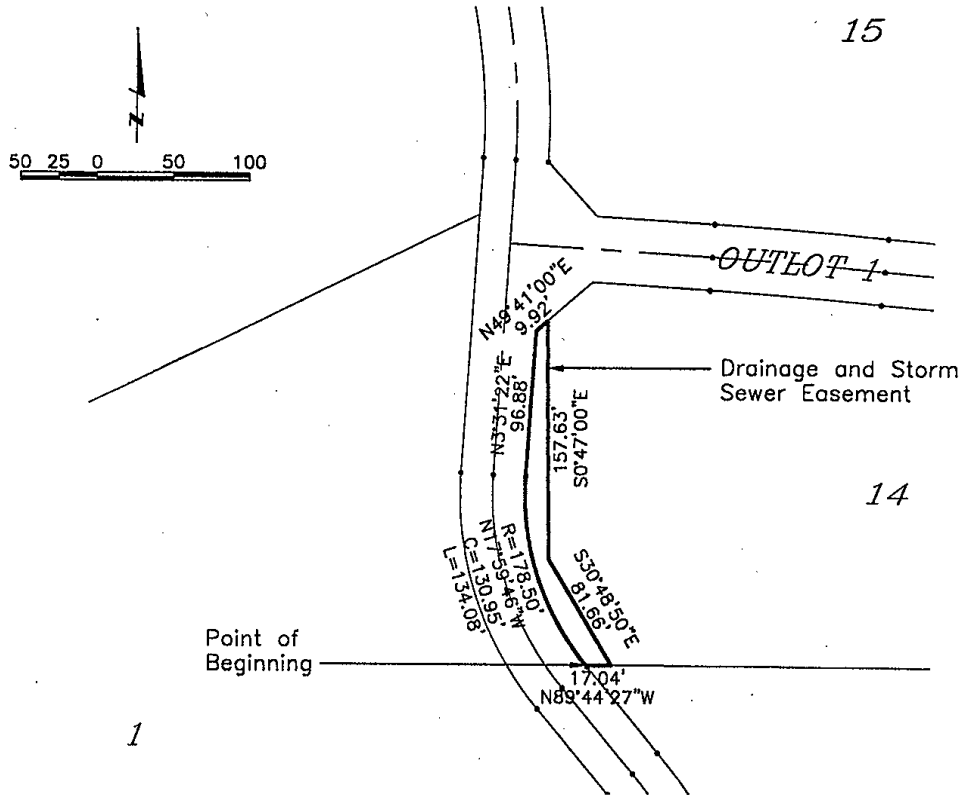 15
N
50 25 0 50 100
OUTLOT 1
N49°41'00"E
9.92'
Drainage and Storm
Sewer Easement
N3°31'22"E
96.88'
157.63'
S0°47'00"E
14
R=178.50'
N17°59'46"W
C=130.95'
L=134.08'
S30°48'50"E
81.66'
Point of
Beginning
17.04'
N89°44'27"W
1